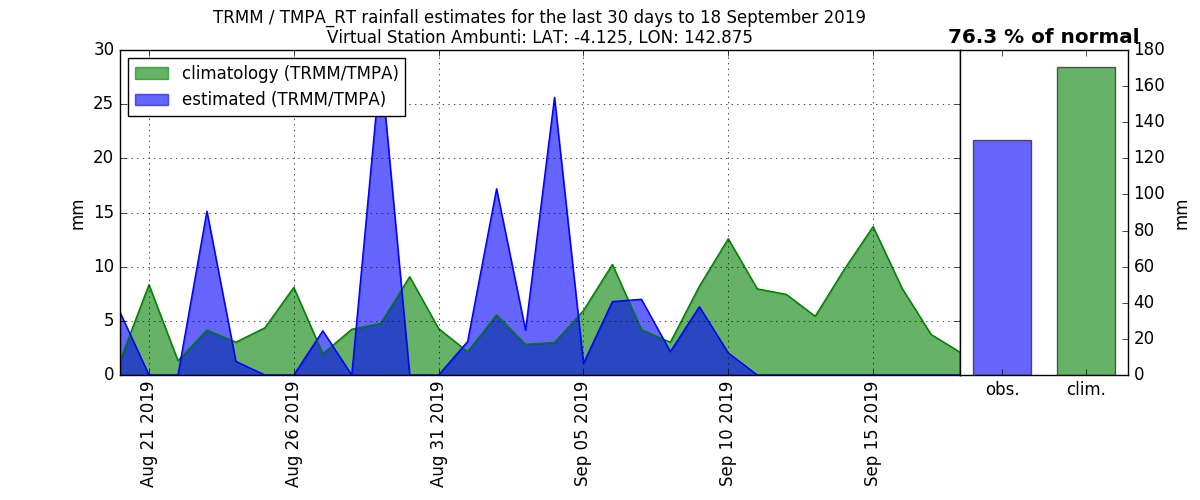 TRMM / TMPA_RT rainfall estimates for the last 30 days to 18 September 2019
Virtual Station Ambunti: LAT: -4.125, LON: 142.875
76.3 % of normal
climatology (TRMM/TMPA)
estimated (TRMM/TMPA)
30
25
20
15
10
5
0
mm
180
160
140
120
100
80
60
40
20
0
mm
Aug 21 2019
Aug 26 2019
Aug 31 2019
Sep 05 2019
Sep 10 2019
Sep 15 2019
obs.
clim.